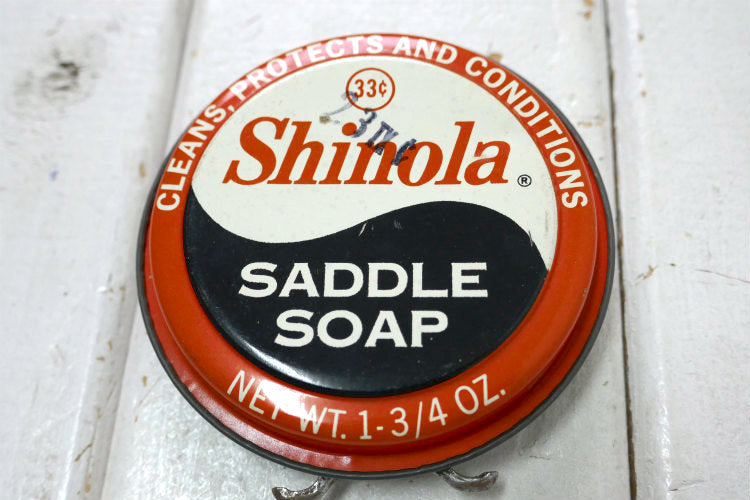 CLEANS, PROTECTS AND CONDITIONS
33¢
Shinola®
SADDLE
SOAP
NET WT. 1-3/4 OZ.